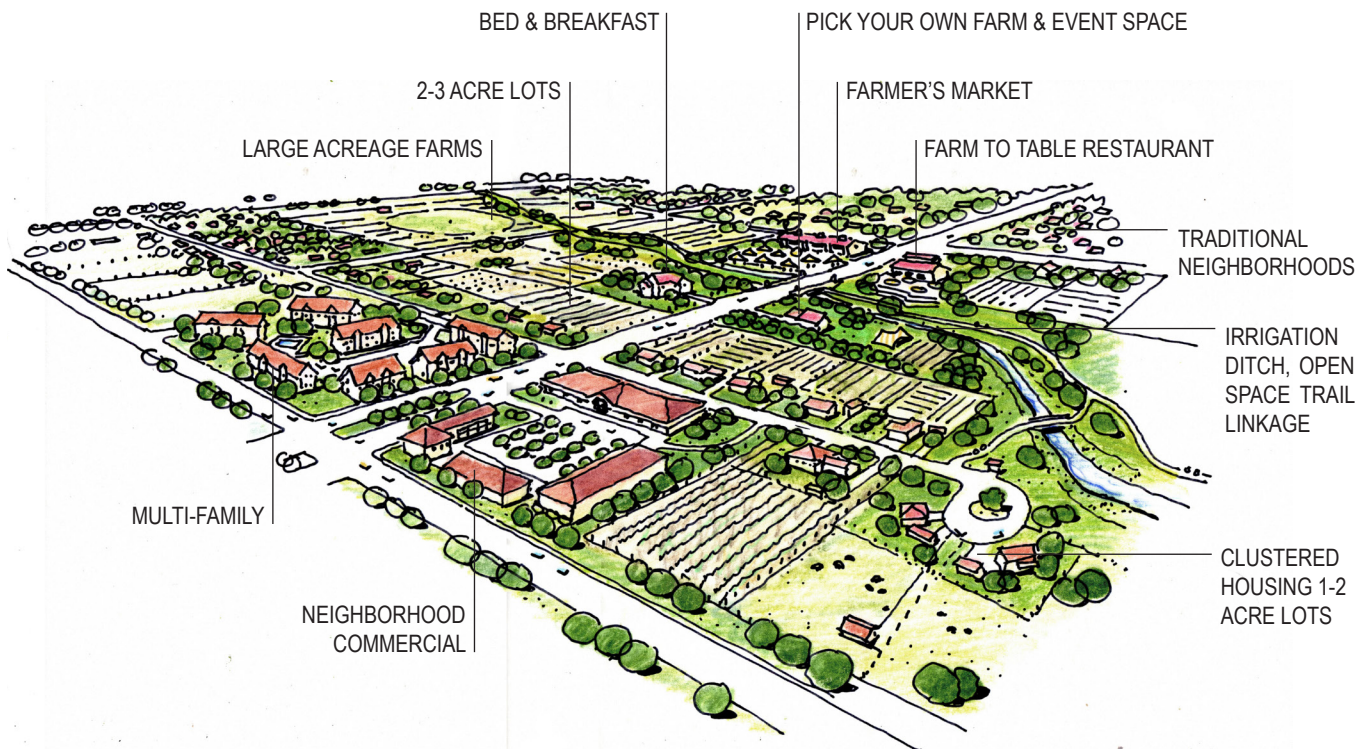 BED & BREAKFAST
PICK YOUR OWN FARM & EVENT SPACE
2-3 ACRE LOTS
FARMER'S MARKET
LARGE ACREAGE FARMS
FARM TO TABLE RESTAURANT
TRADITIONAL
NEIGHBORHOODS
IRRIGATION
DITCH, OPEN
SPACE TRAIL
LINKAGE
MULTI-FAMILY
CLUSTERED
HOUSING 1-2
ACRE LOTS
NEIGHBORHOOD
COMMERCIAL